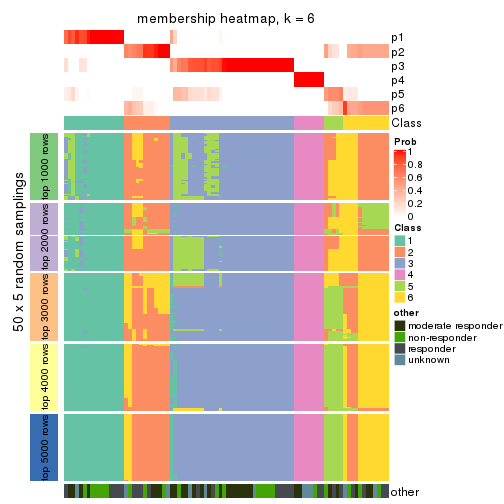 membership heatmap, k = 6
p1
p2
p3
p4
p5
p6
Class
50 x 5 random samplings
top 1000 rows
top 2000 rows
top 3000 rows
top 4000 rows
top 5000 rows
Prob
1
0.8
0.6
0.4
0.2
0
Class
1
2
3
4
5
6
other
moderate responder
non-responder
responder
unknown
other